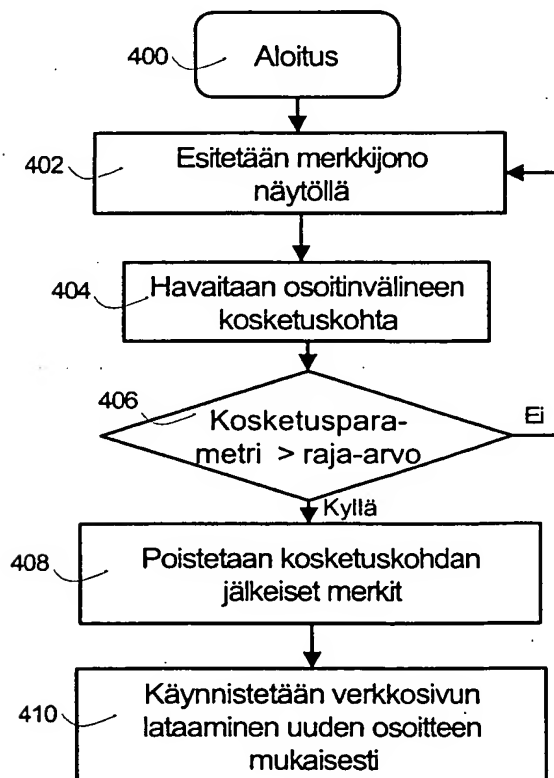 400
Aloitus
402
Esitetään merkkijono
näytöllä
404
Havaitaan osoitinvälineen
kosketuskohta
406
Kosketuspara-
metri > raja-arvo
Ei
Kyllä
408
Poistetaan kosketuskohdan
jälkeiset merkit
410
Käynnistetään verkkosivun
lataaminen uuden osoitteen
mukaisesti